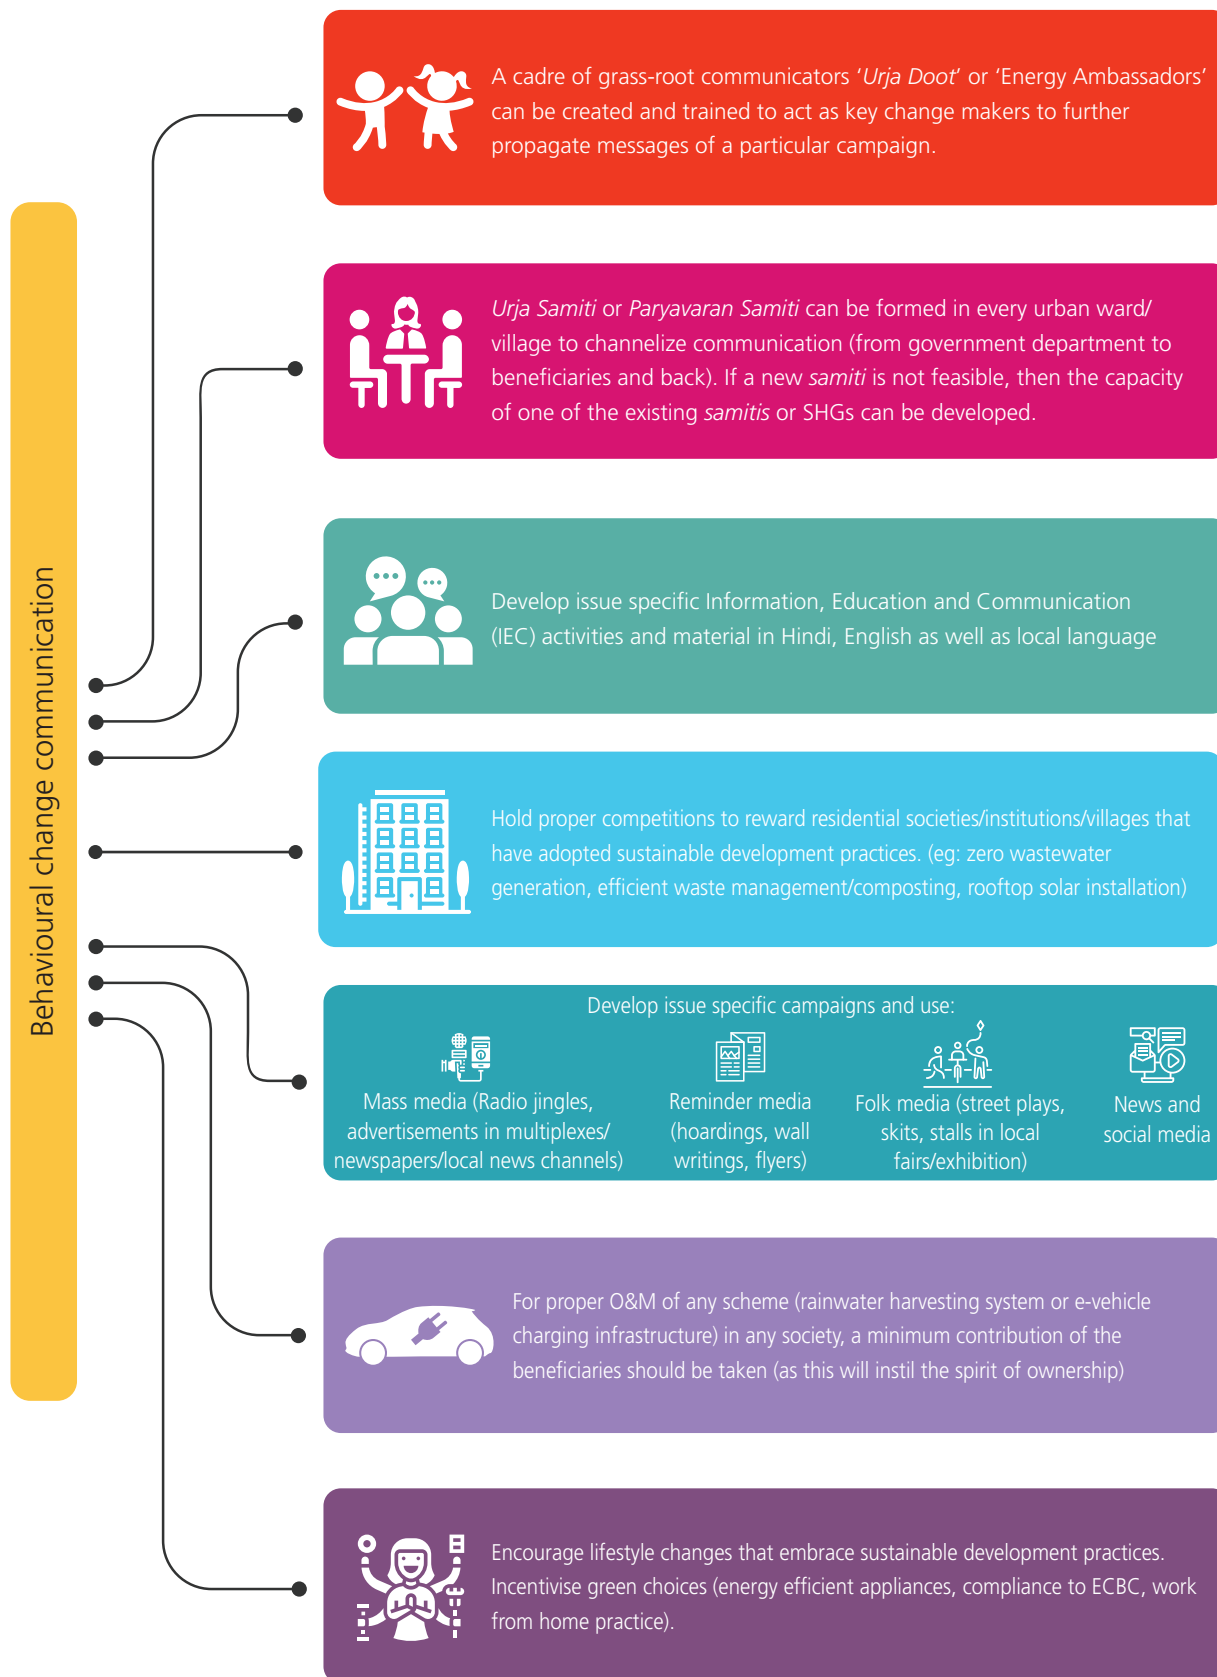 Behavioural change communication
A cadre of grass-root communicators ‘Urja Doot’ or ‘Energy Ambassadors’
can be created and trained to act as key change makers to further
propagate messages of a particular campaign.
Urja Samiti or Paryavaran Samiti can be formed in every urban ward/
village to channelize communication (from government department to
beneficiaries and back). If a new samiti is not feasible, then the capacity
of one of the existing samitis or SHGs can be developed.
Develop issue specific Information, Education and Communication
(IEC) activities and material in Hindi, English as well as local language
Hold proper competitions to reward residential societies/institutions/villages that
have adopted sustainable development practices. (eg: zero wastewater
generation, efficient waste management/composting, rooftop solar installation)
Develop issue specific campaigns and use:
Mass media (Radio jingles,
advertisements in multiplexes/
newspapers/local news channels)
Reminder media
(hoardings, wall
writings, flyers)
Folk media (street plays,
skits, stalls in local
fairs/exhibition)
News and
social media
For proper O&M of any scheme (rainwater harvesting system or e-vehicle
charging infrastructure) in any society, a minimum contribution of the
beneficiaries should be taken (as this will instil the spirit of ownership)
Encourage lifestyle changes that embrace sustainable development practices.
Incentivise green choices (energy efficient appliances, compliance to ECBC, work
from home practice).